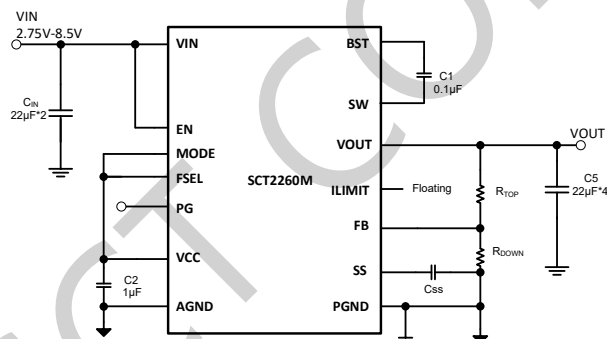 VIN
2.75V-8.5V
VIN
BST
C1
0.1µF
CIN
22µF*2
SW
EN
VOUT
VOUT
MODE
FSEL
SCT2260M
ILIMIT
Floating
RTOP
C5
22µF*4
PG
FB
RDOWN
VCC
SS
Css
C2
1µF
AGND
PGND